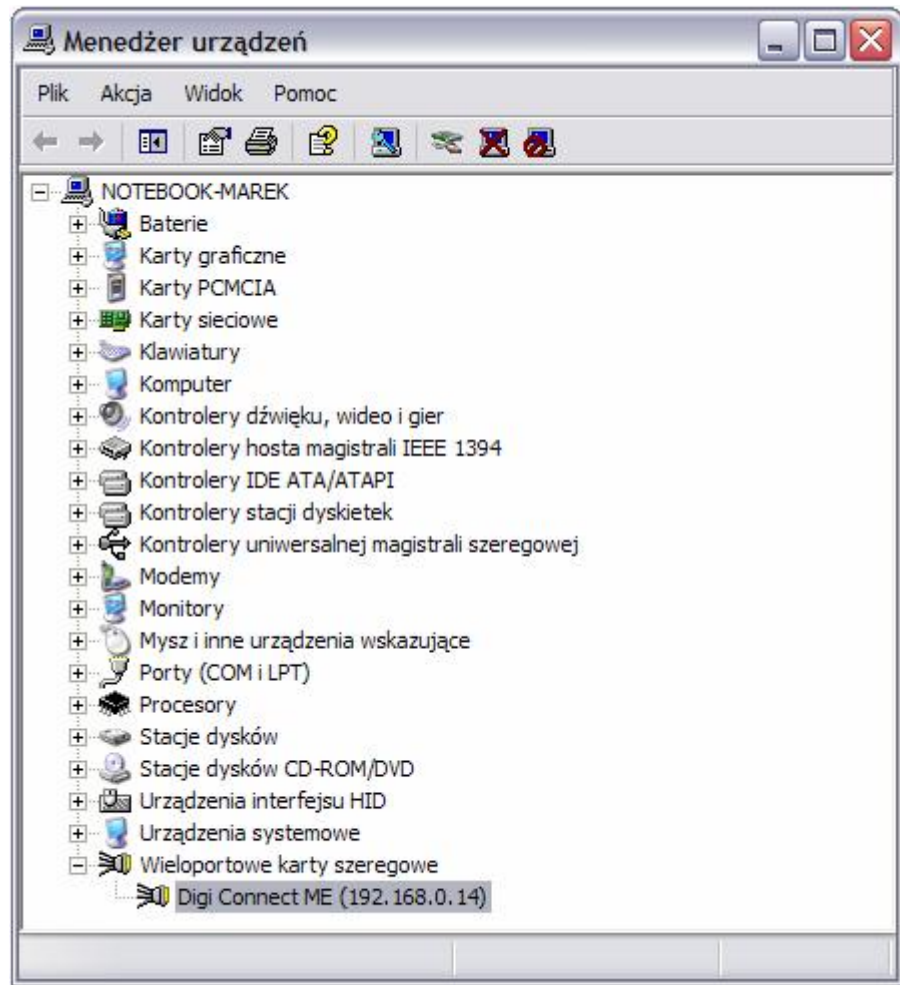 Menedżer urządzeń
Plik Akcja Widok Pomoc
NOTEBOOK-MAREK
Baterie
Karty graficzne
Karty PCMCIA
Karty sieciowe
Klawiatury
Komputer
Kontrolery dźwięku, wideo i gier
Kontrolery hosta magistrali IEEE 1394
Kontrolery IDE ATA/ATAPI
Kontrolery stacji dyskietek
Kontrolery uniwersalnej magistrali szeregowej
Modemy
Monitory
Mysz i inne urządzenia wskazujące
Porty (COM i LPT)
Procesory
Stacje dysków
Stacje dysków CD-ROM/DVD
Urządzenia interfejsu HID
Urządzenia systemowe
Wieloportowe karty szeregowe
Digi Connect ME (192.168.0.14)